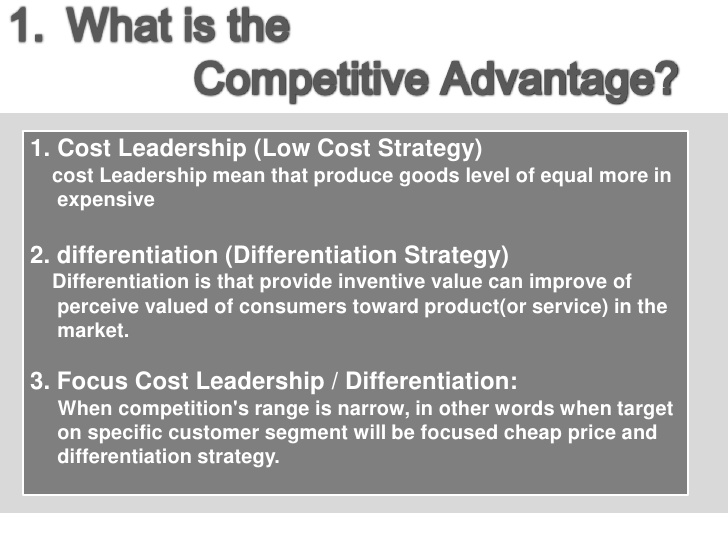 1. What is the
Competitive Advantage?
1. Cost Leadership (Low Cost Strategy)
cost Leadership mean that produce goods level of equal more in
expensive
2. differentiation (Differentiation Strategy)
Differentiation is that provide inventive value can improve of
perceive valued of consumers toward product(or service) in the
market.
3. Focus Cost Leadership / Differentiation:
When competition's range is narrow, in other words when target
on specific customer segment will be focused cheap price and
differentiation strategy.